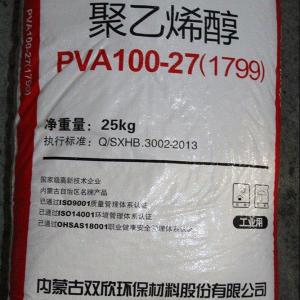 PVA100-27(1799)
聚乙烯醇
PVA100-27(1799)
净重量：25kg
执行标准：Q/SXHB.3002-2013
国家级高新技术企业
内蒙古自治区名牌产品
已通过ISO9001质量管理体系认证
已通过ISO14001环境管理体系认证
已通过OHSAS18001职业健康安全管理体系认证
工业用
内蒙古双欣环保材料股份有限公司